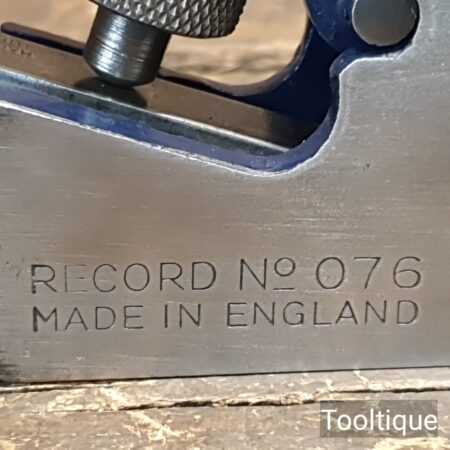 RECORD Nº 076
MADE IN ENGLAND
Tooltique